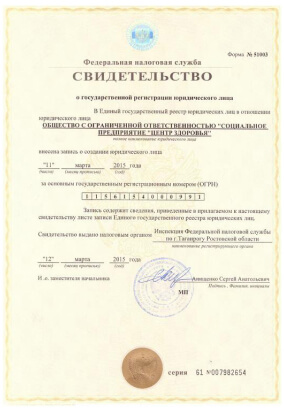 Форма № Р51003
Федеральная налоговая служба
СВИДЕТЕЛЬСТВО
о государственной регистрации юридического лица
В Единый государственный реестр юридических лиц в отношении
юридического лица
ОБЩЕСТВО С ОГРАНИЧЕННОЙ ОТВЕТСТВЕННОСТЬЮ "СОЦИАЛЬНОЕ
ПРЕДПРИЯТИЕ "ЦЕНТР ЗДОРОВЬЯ"
полное наименование юридического лица
внесена запись о создании юридического лица
"11" марта 2015 года
(число) (месяц прописью) (год)
за основным государственным регистрационным номером (ОГРН)
1 1 5 6 1 5 4 0 0 0 9 9 3
Запись содержит сведения, приведенные в прилагаемом к настоящему
свидетельству листе записи Единого государственного реестра юридических лиц.
Свидетельство выдано налоговым органом Инспекция Федеральной налоговой службы
по г.Таганрогу Ростовской области
наименование регистрирующего органа
"12" марта 2015 года
(число) (месяц прописью) (год)
И.о. заместителя начальника
Сергей Анатольевич
Подпись, Фамилия, инициалы
МП
серия 61 №007982654